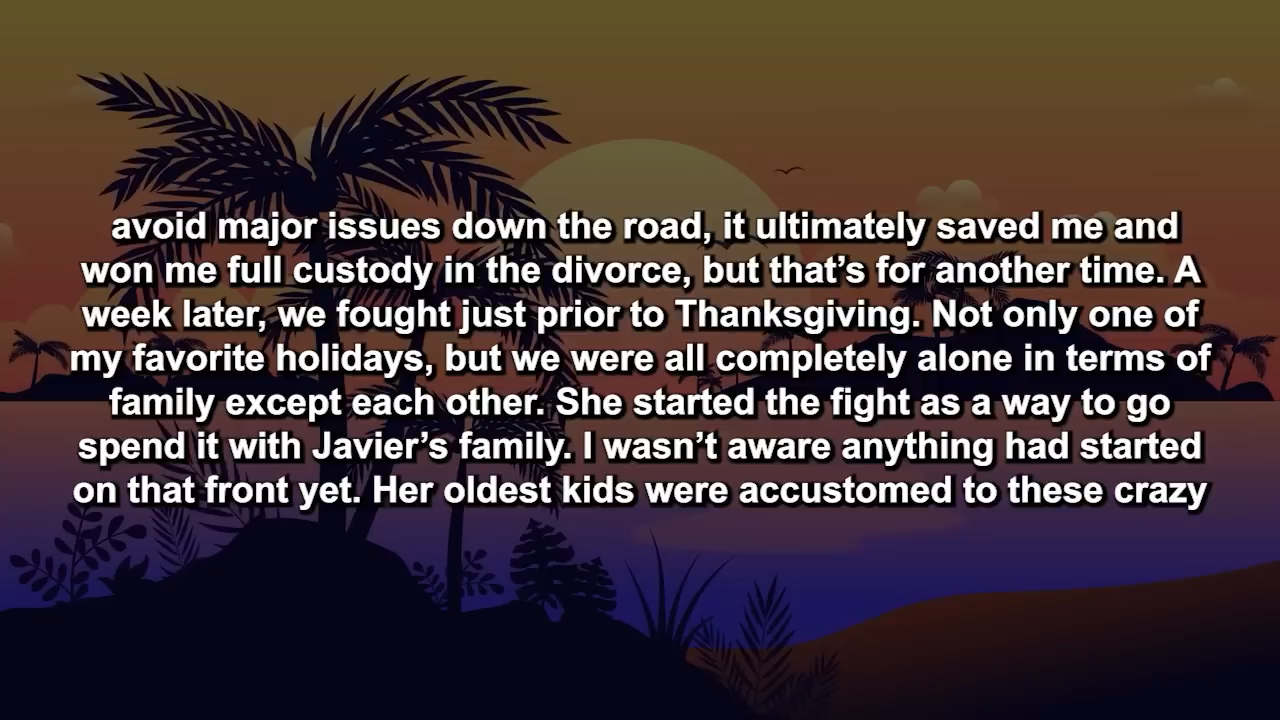 avoid major issues down the road, it ultimately saved me and
won me full custody in the divorce, but that’s for another time. A
week later, we fought just prior to Thanksgiving. Not only one of
my favorite holidays, but we were all completely alone in terms of
family except each other. She started the fight as a way to go
spend it with Javier’s family. I wasn’t aware anything had started
on that front yet. Her oldest kids were accustomed to these crazy